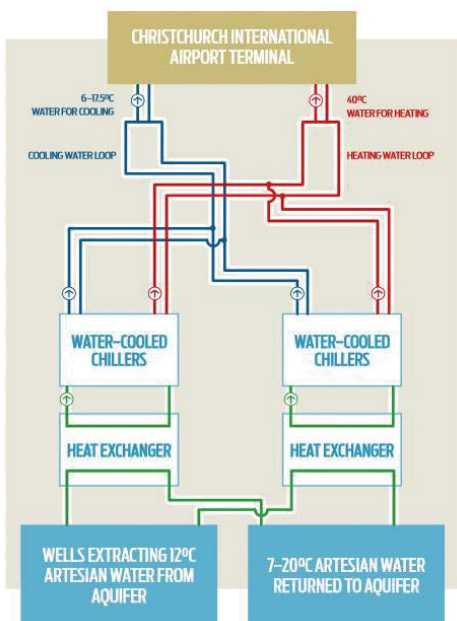 CHRISTCHURCH INTERNATIONAL
AIRPORT TERMINAL
6–17.5ºC
WATER FOR COOLING
40ºC
WATER FOR HEATING
COOLING WATER LOOP
HEATING WATER LOOP
WATER–COOLED
CHILLERS
WATER–COOLED
CHILLERS
HEAT EXCHANGER
HEAT EXCHANGER
WELLS EXTRACTING 12ºC
ARTESIAN WATER FROM
AQUIFER
7–20ºC ARTESIAN WATER
RETURNED TO AQUIFER